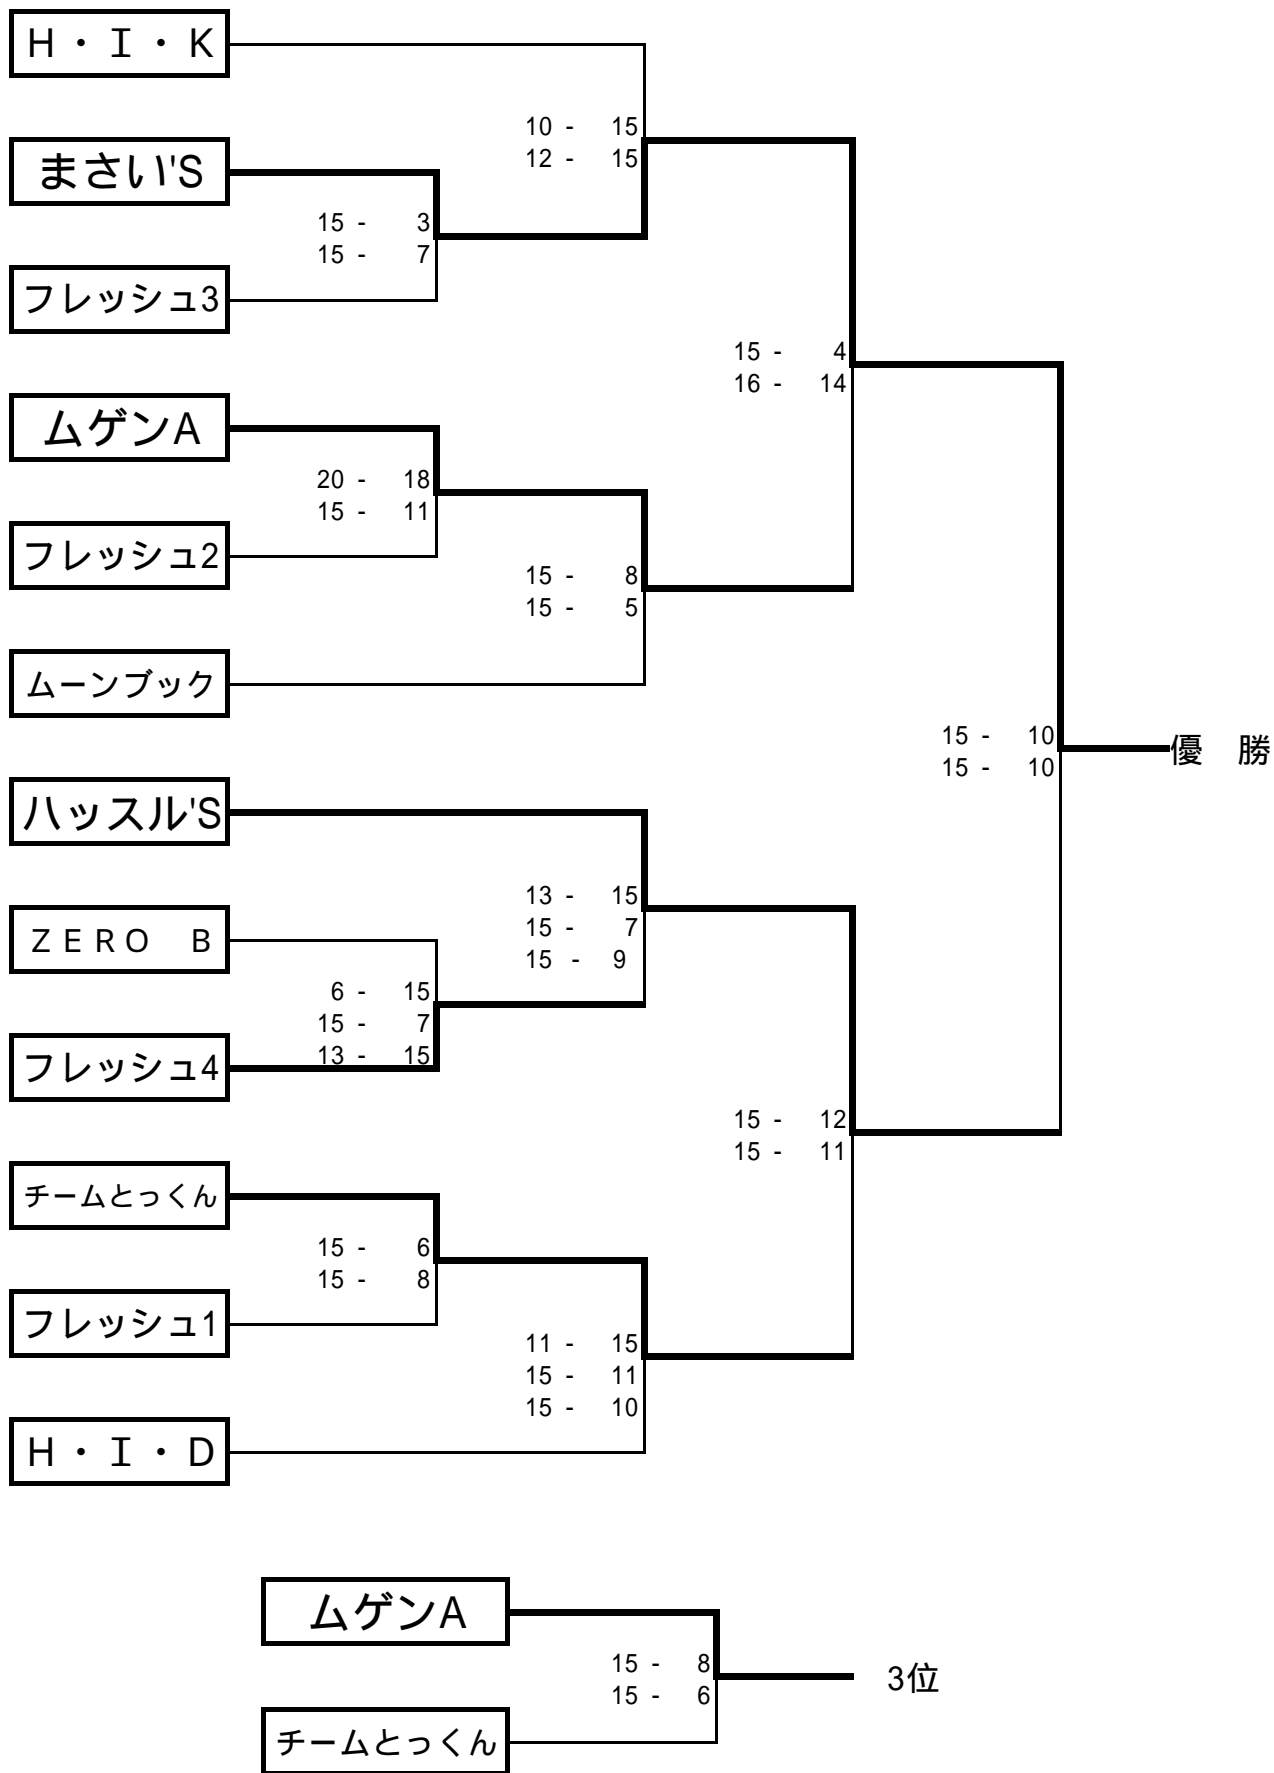 Ｈ・Ｉ・Ｋ
10 - 15
まさい'S
12 - 15
15 - 3
15 - 7
フレッシュ3
15 - 4
16 - 14
ムゲンA
20 - 18
15 - 11
フレッシュ2
15 - 8
15 - 5
ムーンブック
15 - 10
優　勝
15 - 10
ハッスル'S
13 - 15
15 - 7
15 - 9
ＺＥＲＯ　Ｂ
6 - 15
15 - 7
13 - 15
フレッシュ4
15 - 12
15 - 11
チームとっくん
15 - 6
15 - 8
フレッシュ1
11 - 15
15 - 11
15 - 10
Ｈ・Ｉ・Ｄ
ムゲンA
15 - 8
15 - 6
3位
チームとっくん